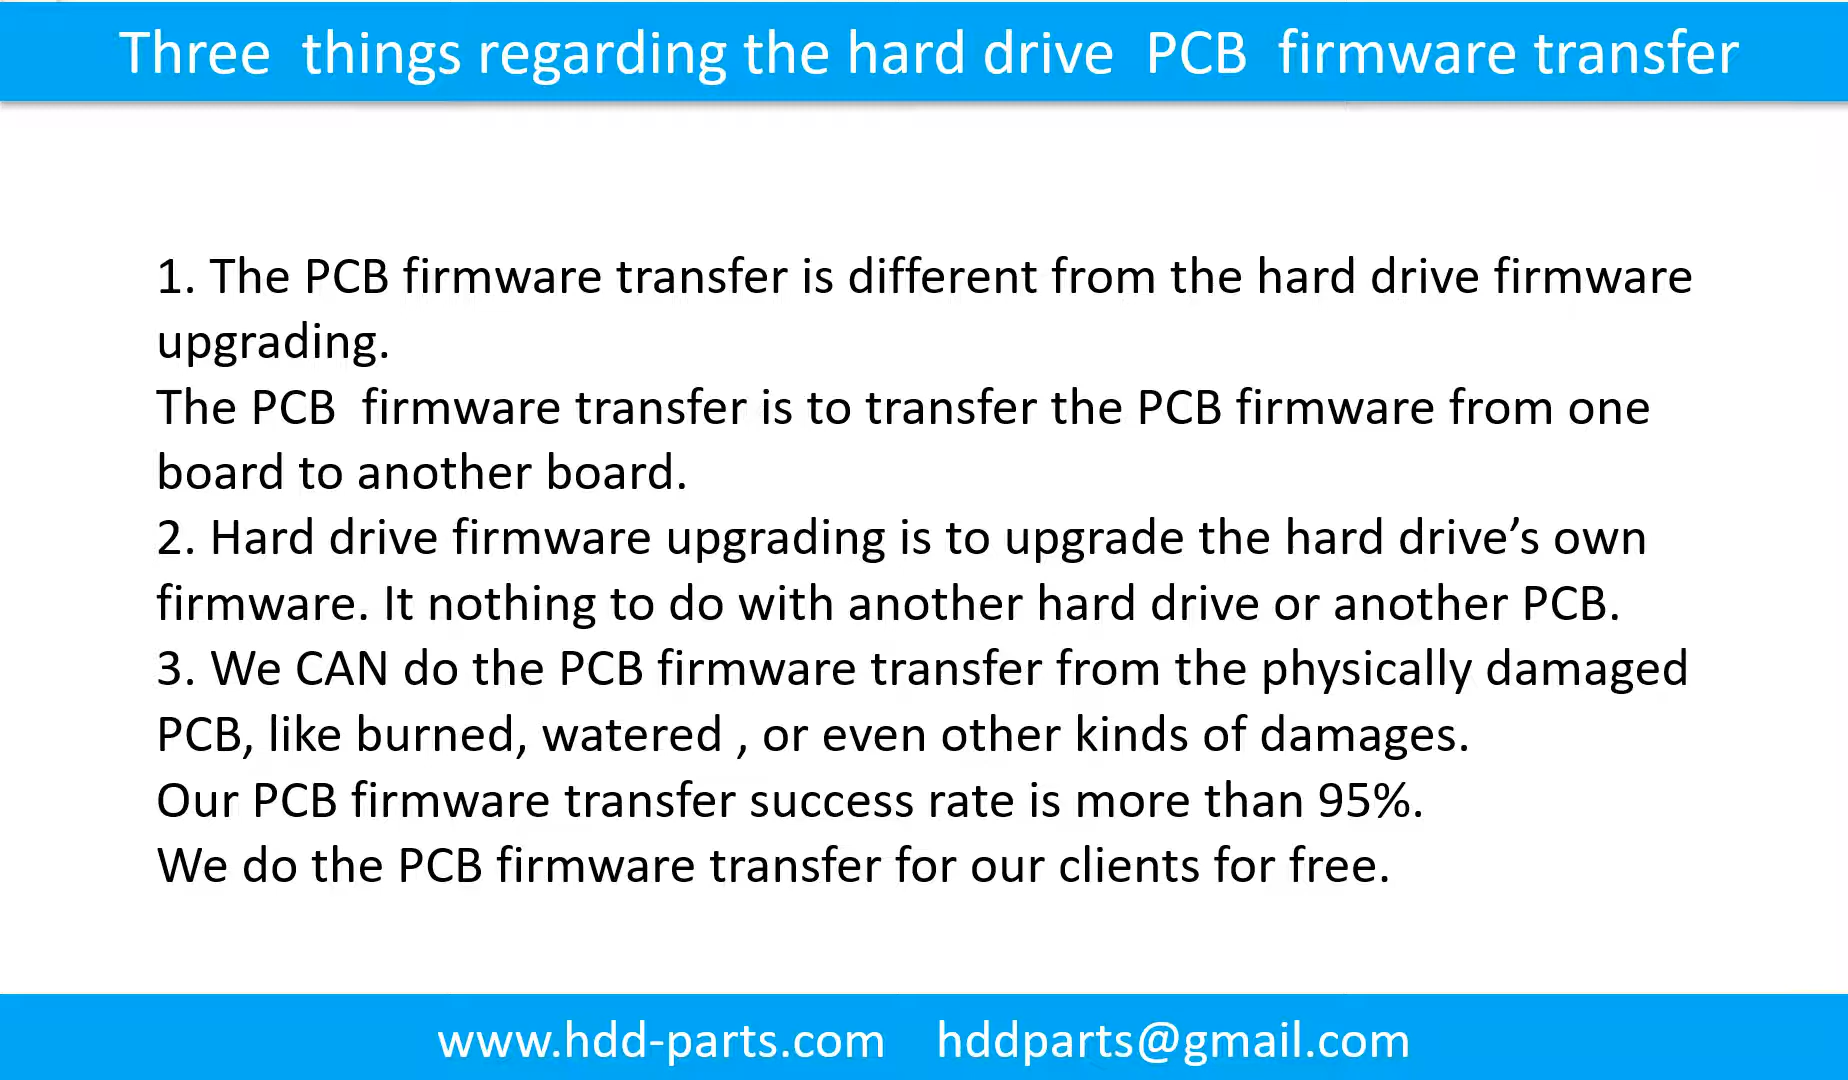 Three things regarding the hard drive PCB firmware transfer
1. The PCB firmware transfer is different from the hard drive firmware
upgrading.
The PCB firmware transfer is to transfer the PCB firmware from one
board to another board.
2. Hard drive firmware upgrading is to upgrade the hard drive’s own
firmware. It nothing to do with another hard drive or another PCB.
3. We CAN do the PCB firmware transfer from the physically damaged
PCB, like burned, watered , or even other kinds of damages.
Our PCB firmware transfer success rate is more than 95%.
We do the PCB firmware transfer for our clients for free.
www.hdd-parts.com hddparts@gmail.com